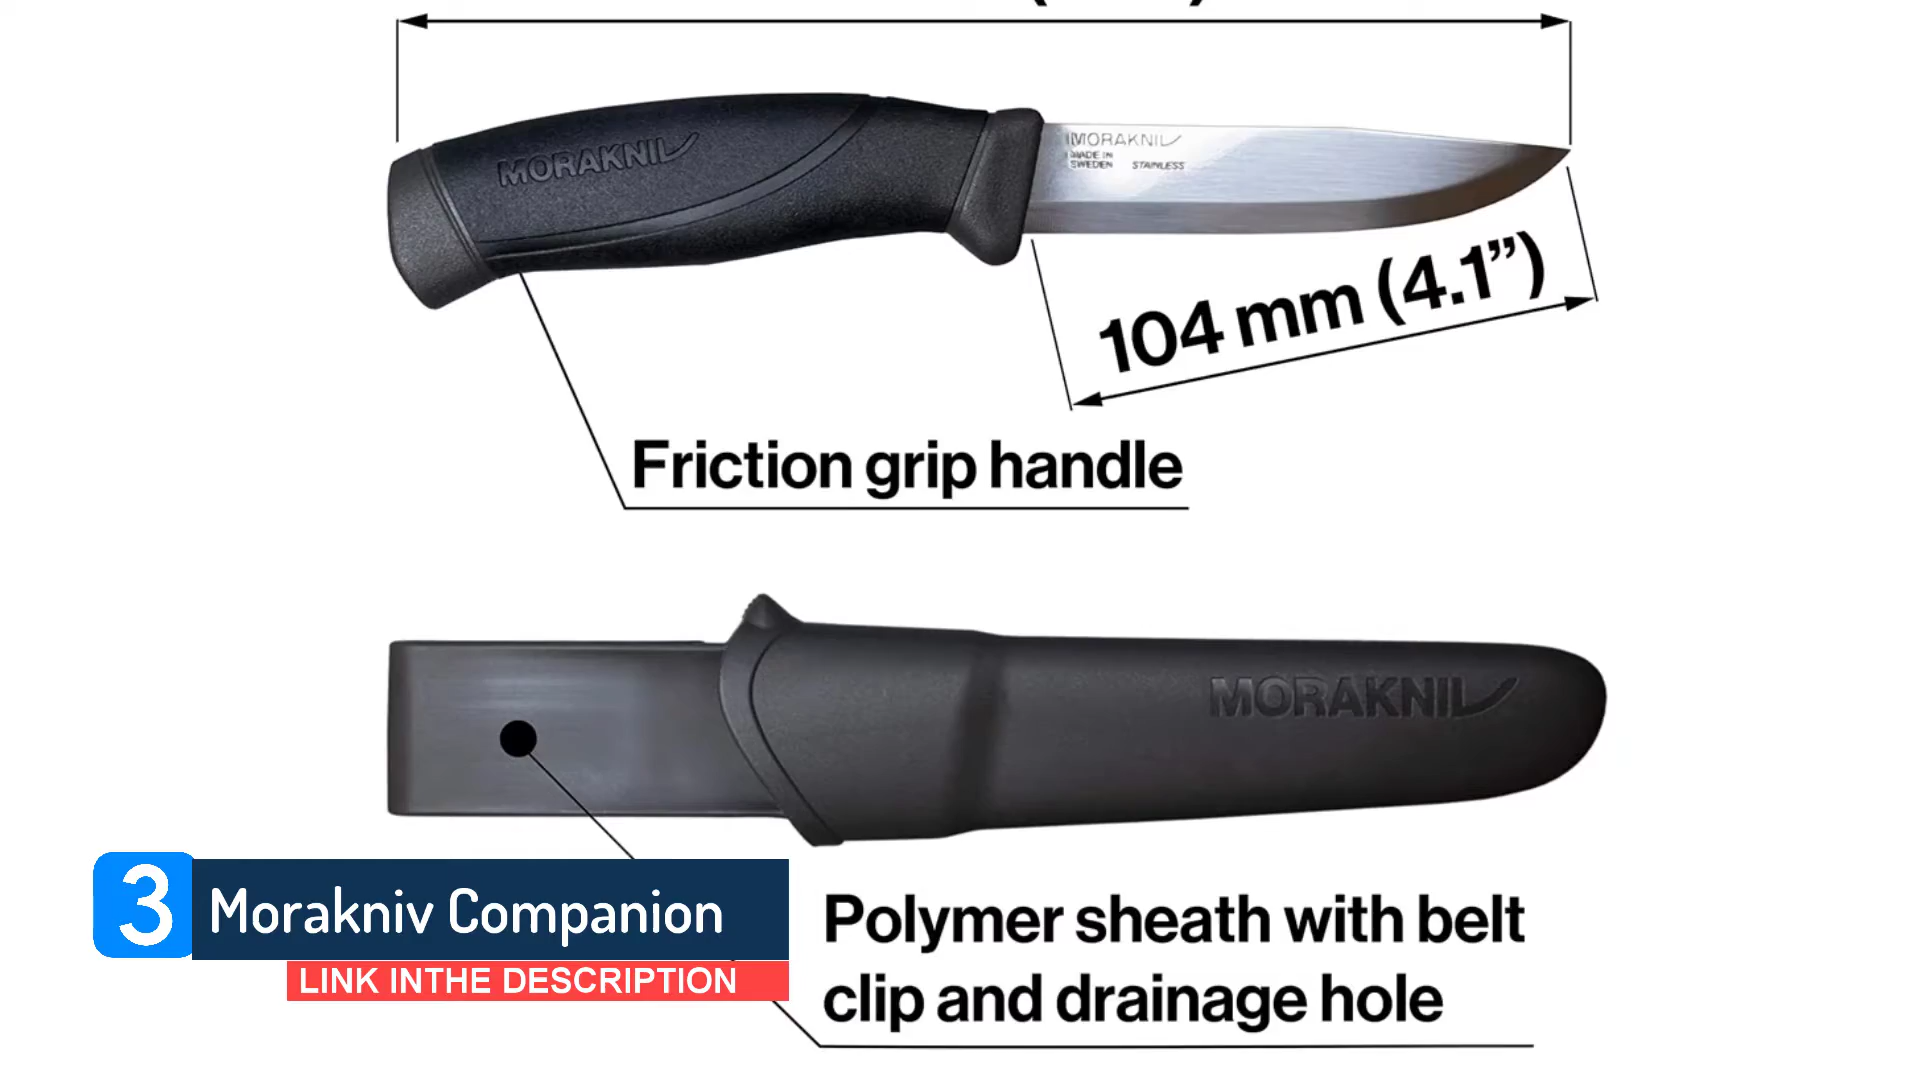 MORAKNIV
MORAKNIV
MADE IN
SWEDEN STAINLESS
104 mm (4.1”)
Friction grip handle
MORAKNIV
3 Morakniv Companion
LINK INTHE DESCRIPTION
Polymer sheath with belt
clip and drainage hole